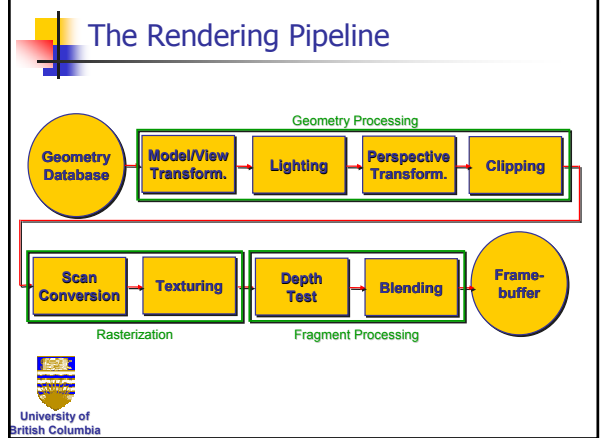 The Rendering Pipeline
Geometry Processing
Geometry
Database
Model/View
Transform.
Lighting
Perspective
Transform.
Clipping
Scan
Conversion
Texturing
Depth
Test
Blending
Frame-
buffer
Rasterization
Fragment Processing
University of
British Columbia